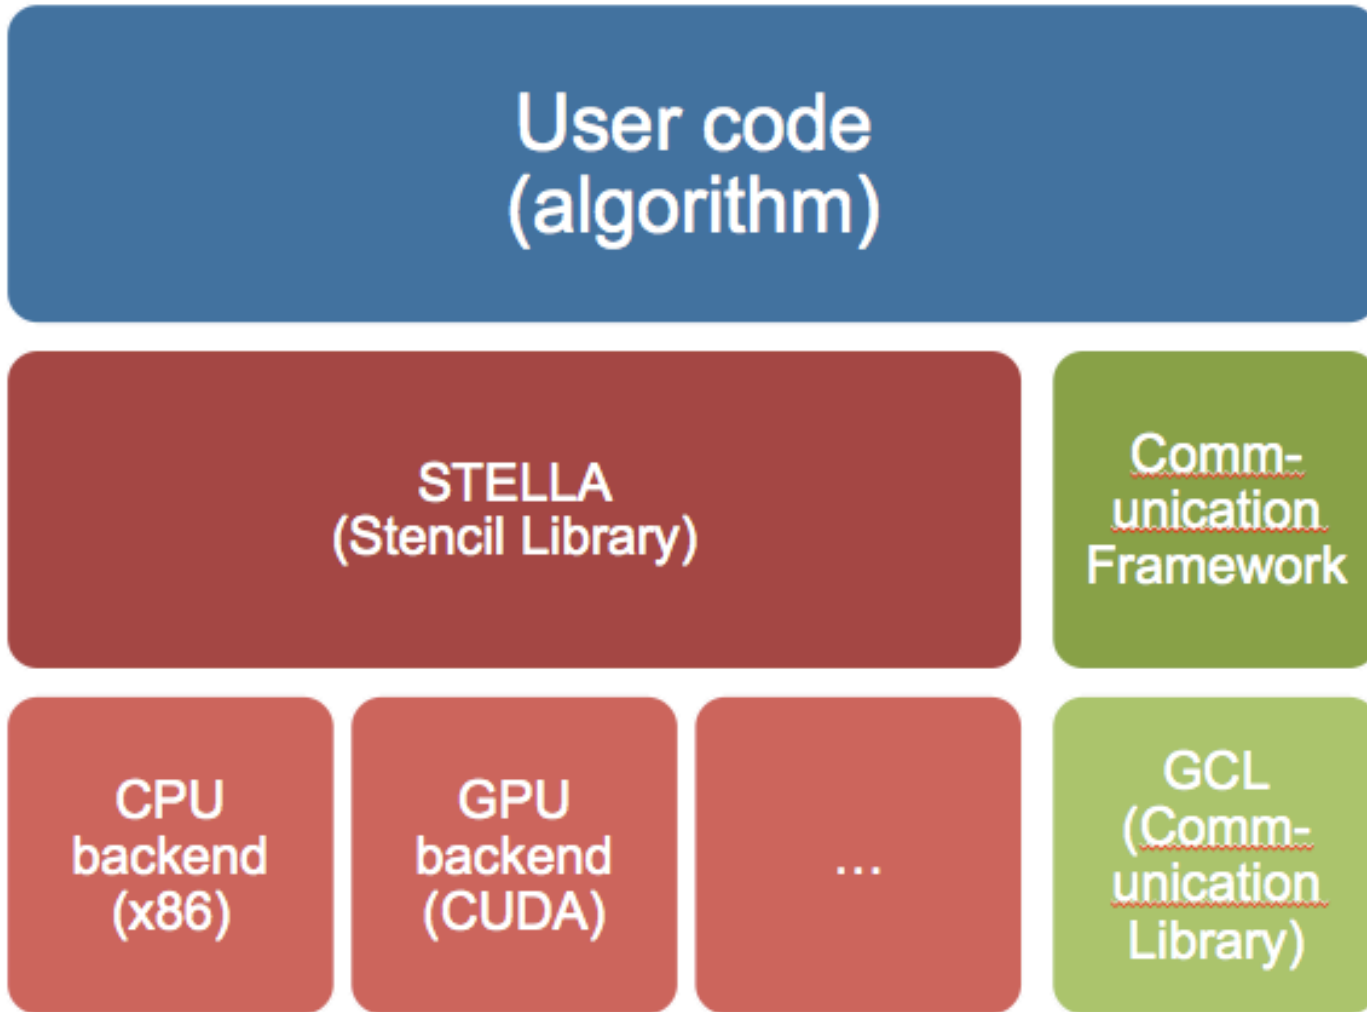 User code
(algorithm)
STELLA
(Stencil Library)
Comm-
unication
Framework
CPU
backend
(x86)
GPU
backend
(CUDA)
...
GCL
(Comm-
unication
Library)